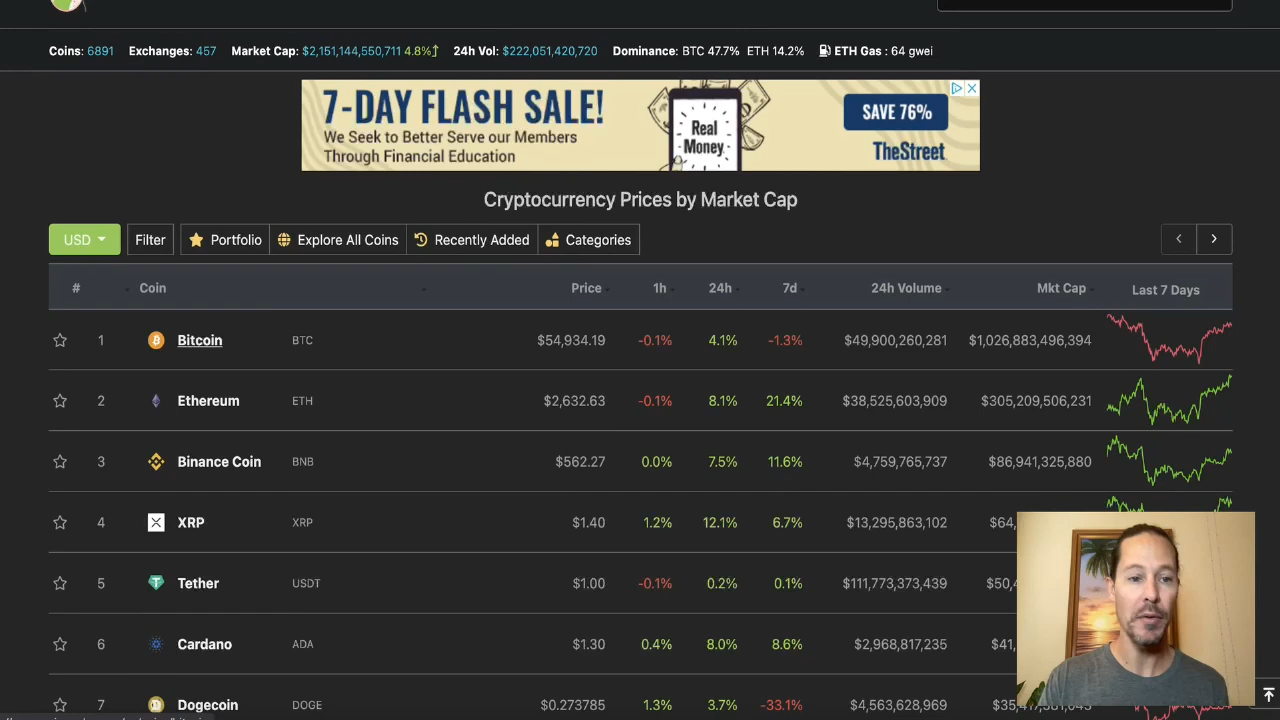 Coins: 6891 Exchanges: 457 Market Cap: $2,151,144,550,711 4.8% 24h Vol: $222,051,420,720 Dominance: BTC 47.7% ETH 14.2% ETH Gas : 64 gwei
7-DAY FLASH SALE!
We Seek to Better Serve our Members
Through Financial Education
Real
Money
SAVE 76%
TheStreet
Cryptocurrency Prices by Market Cap
USD Filter Portfolio Explore All Coins Recently Added Categories
# Coin Price 1h 24h 7d 24h Volume Mkt Cap Last 7 Days
1 Bitcoin BTC $54,934.19 -0.1% 4.1% -1.3% $49,900,260,281 $1,026,883,496,394
2 Ethereum ETH $2,632.63 -0.1% 8.1% 21.4% $38,525,603,909 $305,209,506,231
3 Binance Coin BNB $562.27 0.0% 7.5% 11.6% $4,759,765,737 $86,941,325,880
4 XRP XRP $1.40 1.2% 12.1% 6.7% $13,295,863,102 $64,
5 Tether USDT $1.00 -0.1% 0.2% 0.1% $111,773,373,439 $50,
6 Cardano ADA $1.30 0.4% 8.0% 8.6% $2,968,817,235 $41,
7 Dogecoin DOGE $0.273785 1.3% 3.7% -33.1% $4,563,628,969